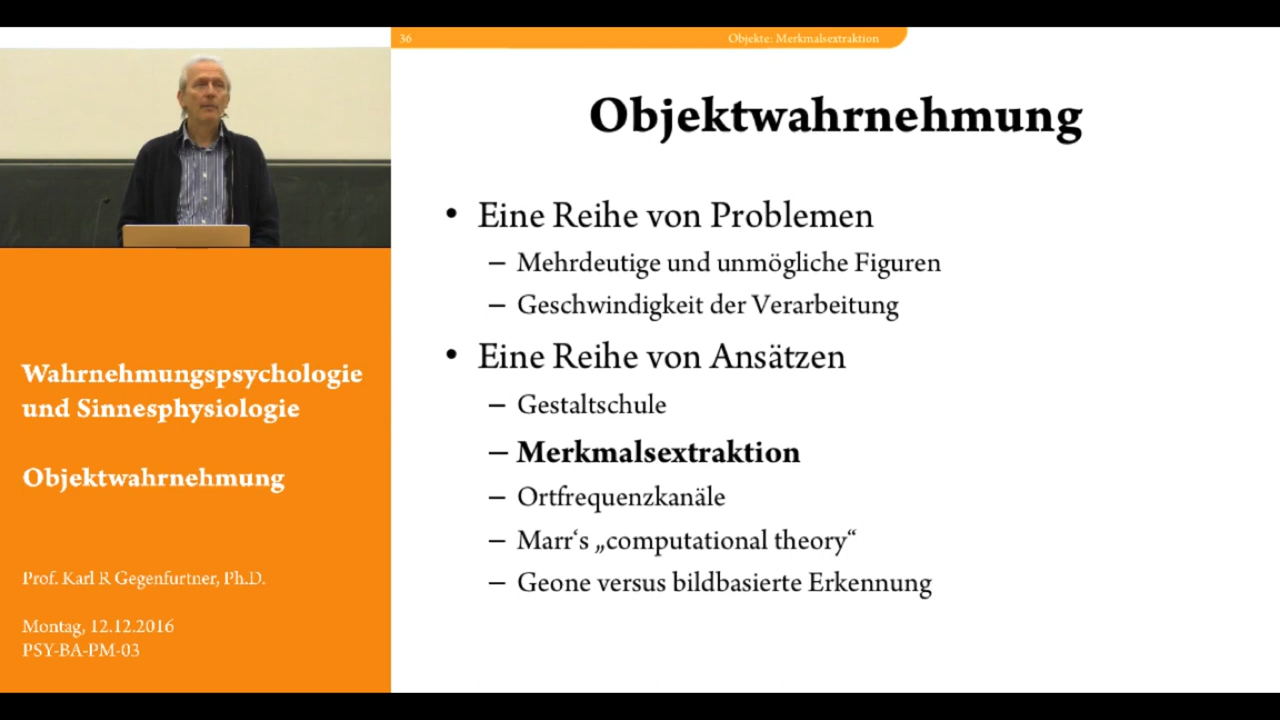 36
Objekte: Merkmalsextraktion
Objektwahrnehmung
• Eine Reihe von Problemen
– Mehrdeutige und unmögliche Figuren
– Geschwindigkeit der Verarbeitung
• Eine Reihe von Ansätzen
– Gestaltschule
– Merkmalsextraktion
– Ortfrequenzkanäle
– Marr‘s „computational theory“
– Geone versus bildbasierte Erkennung
Wahrnehmungspsychologie
und Sinnesphysiologie
Objektwahrnehmung
Prof. Karl R Gegenfurtner, Ph.D.
Montag, 12.12.2016
PSY-BA-PM-03